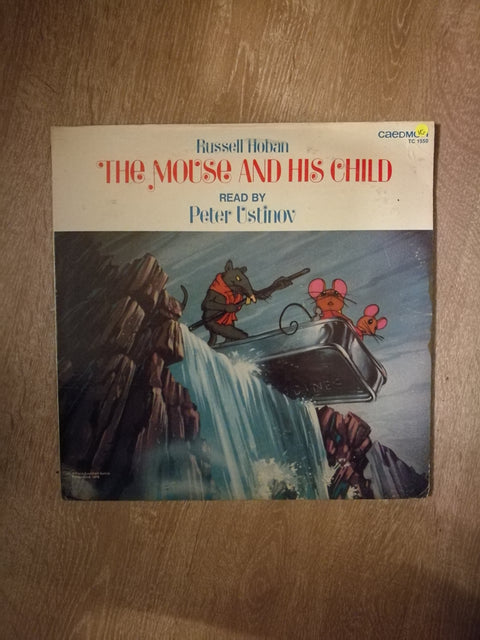 CAEDMON
TC 1550
Russell Hoban
THE MOUSE AND HIS CHILD
READ BY
Peter Ustinov